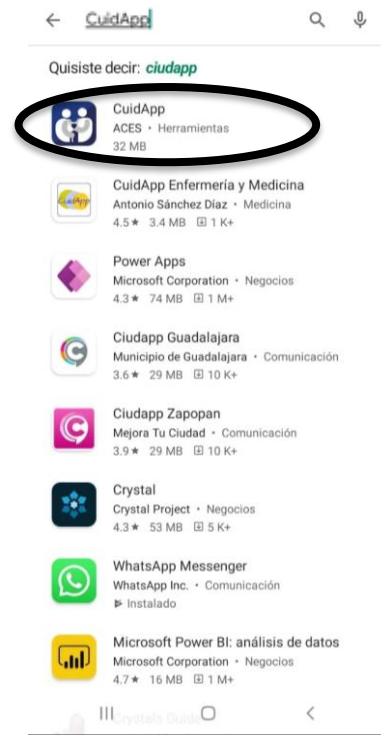 CuidApp
Quisiste decir: ciudapp
CuidApp
ACES • Herramientas
32 MB
CuidApp
CuidApp Enfermería y Medicina
Antonio Sánchez Díaz • Medicina
4.5★ 3.4 MB 1 K+
Power Apps
Microsoft Corporation • Negocios
4.3★ 74 MB 1 M+
Ciudapp Guadalajara
Municipio de Guadalajara • Comunicación
3.6★ 29 MB 10 K+
Ciudapp Zapopan
Mejora Tu Ciudad • Comunicación
3.9★ 29 MB 10 K+
Crystal
Crystal Project • Negocios
4.3★ 53 MB 5 K+
WhatsApp Messenger
WhatsApp Inc. • Comunicación
Instalado
Microsoft Power BI: análisis de datos
Microsoft Corporation • Negocios
4.7★ 16 MB 1 M+
Crystals Guide